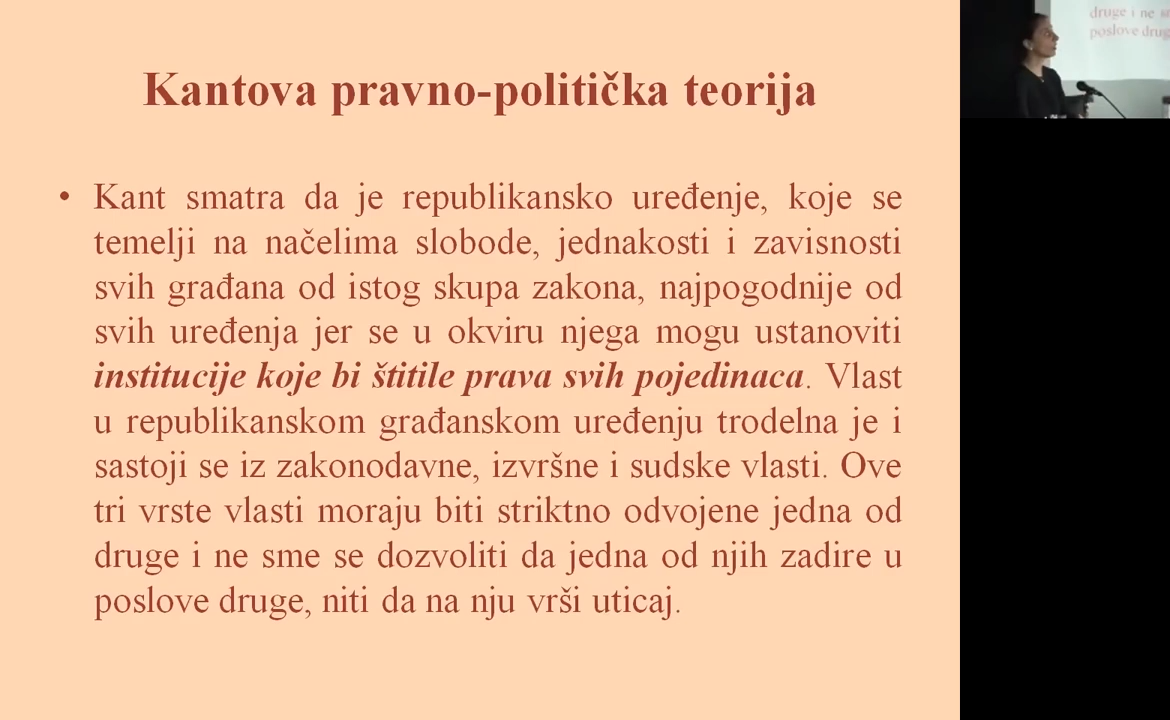 Kantova pravno-politička teorija
• Kant smatra da je republikansko uređenje, koje se
temelji na načelima slobode, jednakosti i zavisnosti
svih građana od istog skupa zakona, najpogodnije od
svih uređenja jer se u okviru njega mogu ustanoviti
institucije koje bi štitile prava svih pojedinaca. Vlast
u republikanskom građanskom uređenju trodelna je i
sastoji se iz zakonodavne, izvršne i sudske vlasti. Ove
tri vrste vlasti moraju biti striktno odvojene jedna od
druge i ne sme se dozvoliti da jedna od njih zadire u
poslove druge, niti da na nju vrši uticaj.
druge i ne
poslove drug